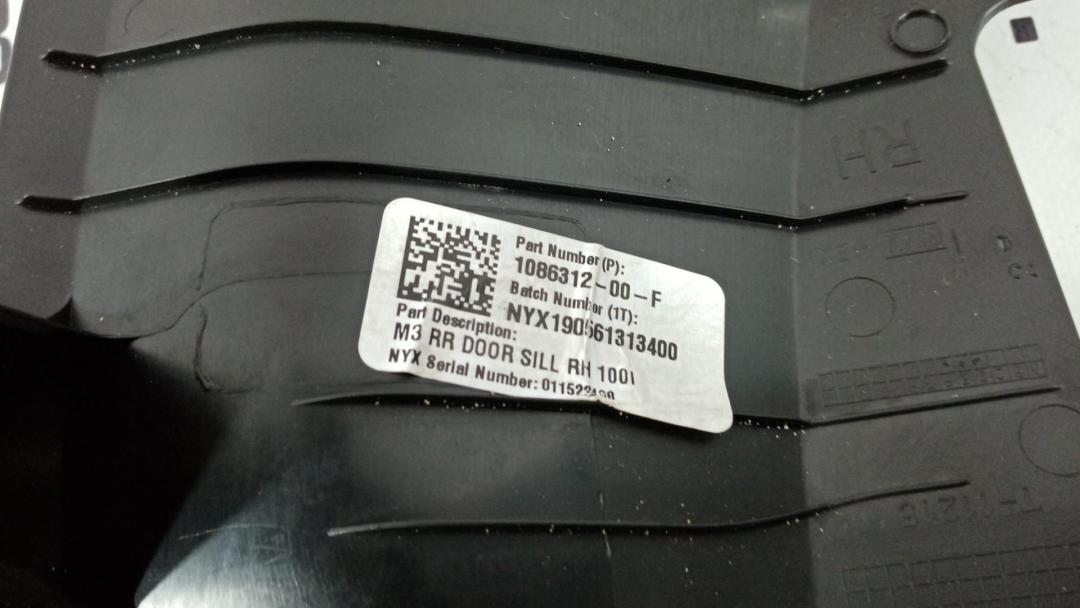 Part Number (P):
1086312-00-F
Batch Number (1T):
NYX190561313400
Part Description:
M3 RR DOOR SILL RH 100I
NYX Serial Number:
RH